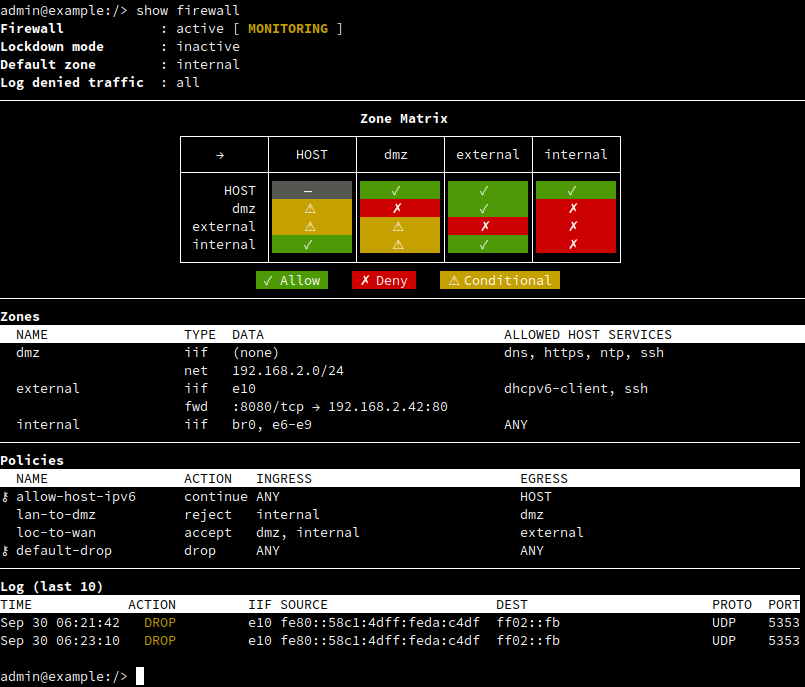 admin@example:/> show firewall
Firewall : active [ MONITORING ]
Lockdown mode : inactive
Default zone : internal
Log denied traffic : all
Zone Matrix
→ HOST dmz external internal
HOST — ✓ ✓ ✓
dmz ⚠ ✗ ✓ ✗
external ⚠ ⚠ ✗ ✗
internal ✓ ⚠ ✓ ✗
✓ Allow ✗ Deny ⚠ Conditional
Zones
NAME TYPE DATA ALLOWED HOST SERVICES
dmz iif (none) dns, https, ntp, ssh
net 192.168.2.0/24
external iif e10 dhcpv6-client, ssh
fwd :8080/tcp → 192.168.2.42:80
internal iif br0, e6-e9 ANY
Policies
NAME ACTION INGRESS EGRESS
⚷ allow-host-ipv6 continue ANY HOST
lan-to-dmz reject internal dmz
loc-to-wan accept dmz, internal external
⚷ default-drop drop ANY ANY
Log (last 10)
TIME ACTION IIF SOURCE DEST PROTO PORT
Sep 30 06:21:42 DROP e10 fe80::58c1:4dff:feda:c4df ff02::fb UDP 5353
Sep 30 06:23:10 DROP e10 fe80::58c1:4dff:feda:c4df ff02::fb UDP 5353
admin@example:/>